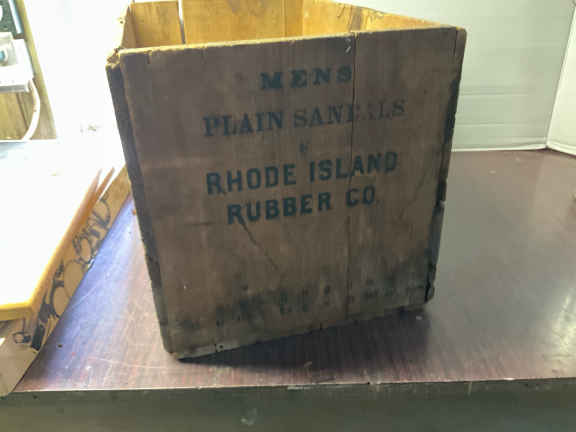 MENS
PLAIN SANDALS
RHODE ISLAND
RUBBER CO.